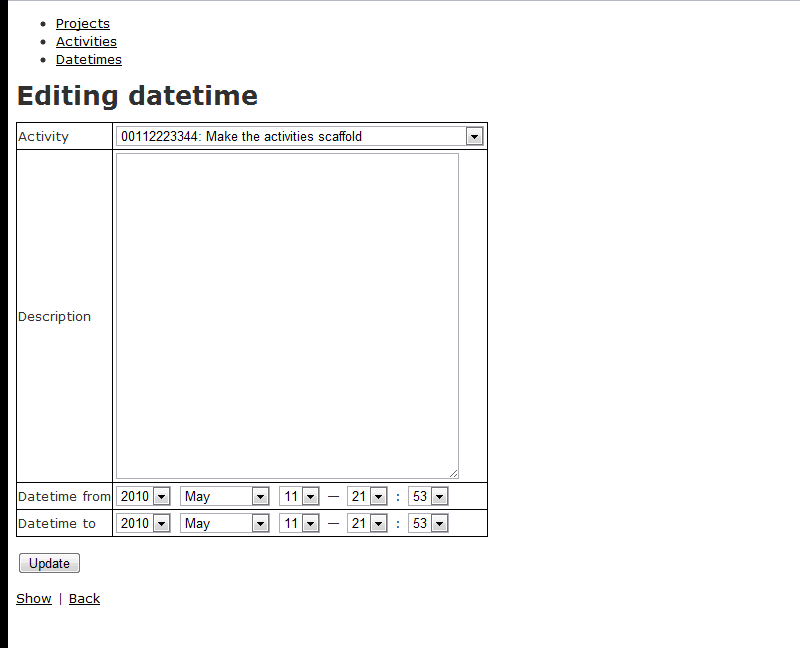 Projects
Activities
Datetimes
Editing datetime
Activity 00112223344: Make the activities scaffold
Description
Datetime from 2010 May 11 — 21 : 53
Datetime to 2010 May 11 — 21 : 53
Update
Show | Back